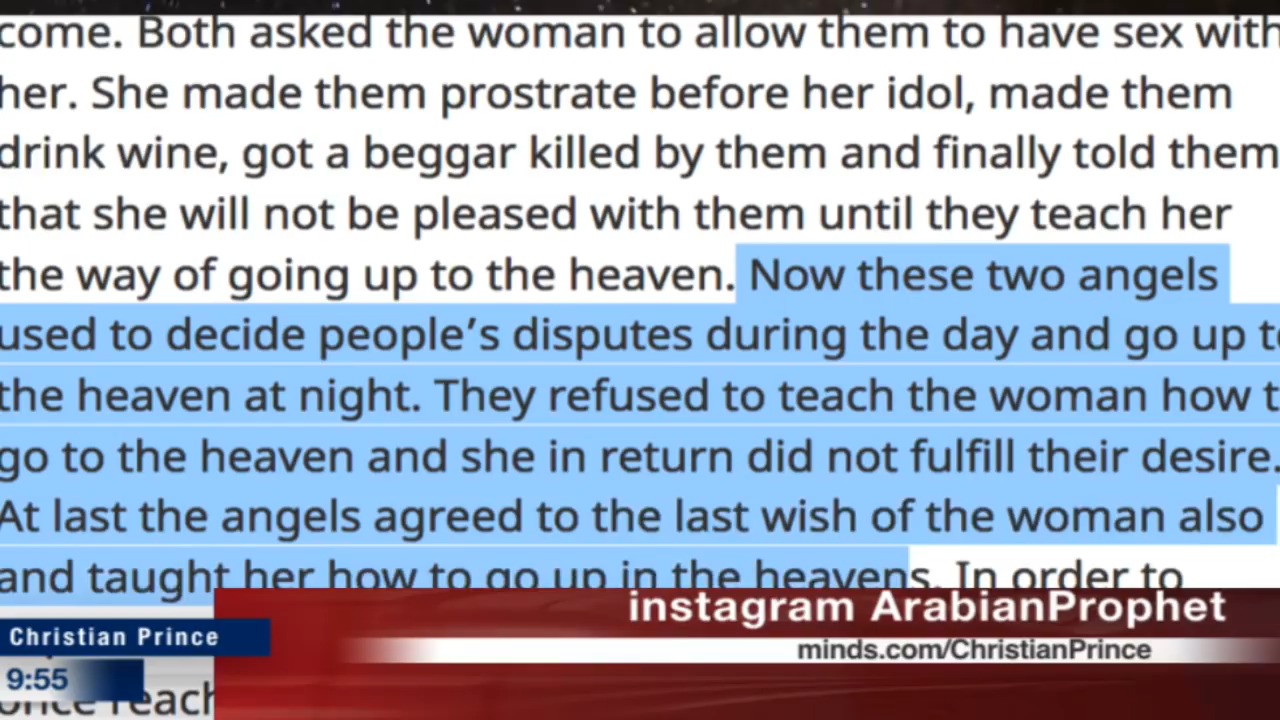 come. Both asked the woman to allow them to have sex with
her. She made them prostrate before her idol, made them
drink wine, got a beggar killed by them and finally told them
that she will not be pleased with them until they teach her
the way of going up to the heaven. Now these two angels
used to decide people’s disputes during the day and go up to
the heaven at night. They refused to teach the woman how t
go to the heaven and she in return did not fulfill their desire.
At last the angels agreed to the last wish of the woman also
and taught her how to go up in the heavens. In order to
instagram ArabianProphet
Christian Prince
minds.com/ChristianPrince
9:55
once reach